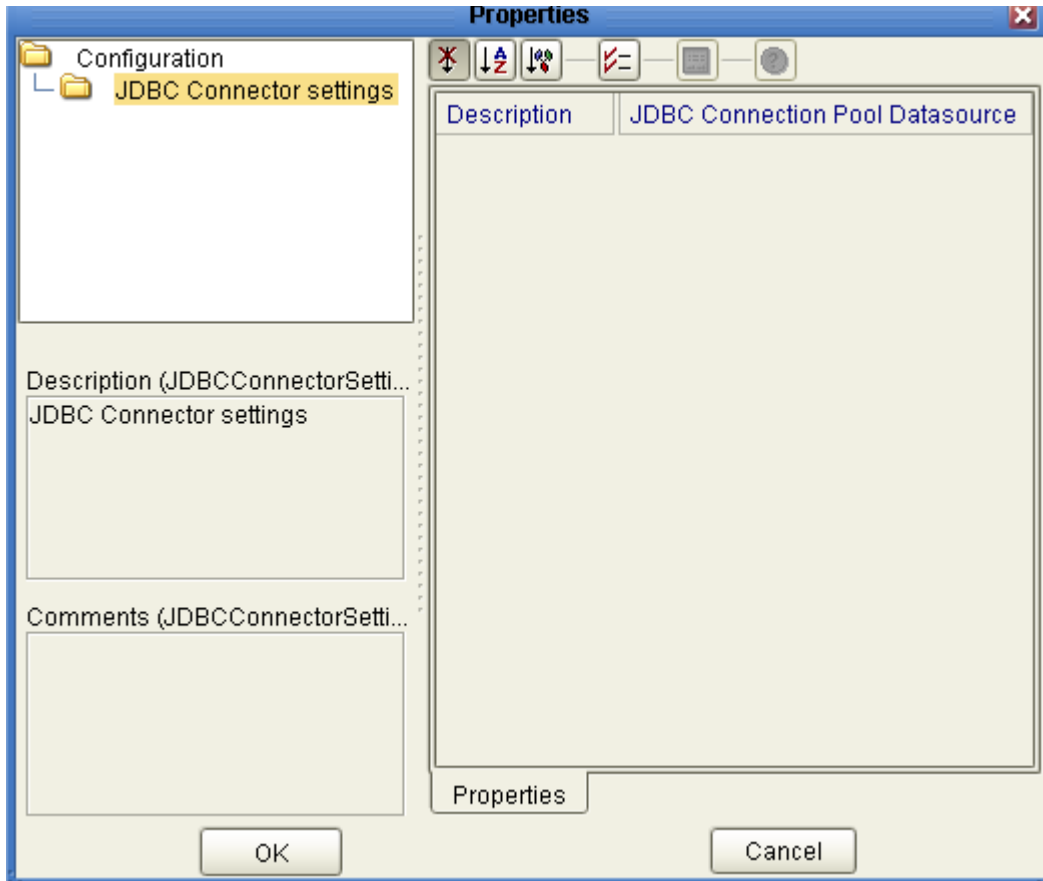 Properties
Configuration
JDBC Connector settings
Description JDBC Connection Pool Datasource
Description (JDBCConnectorSetti...
JDBC Connector settings
Comments (JDBCConnectorSetti...
Properties
OK Cancel